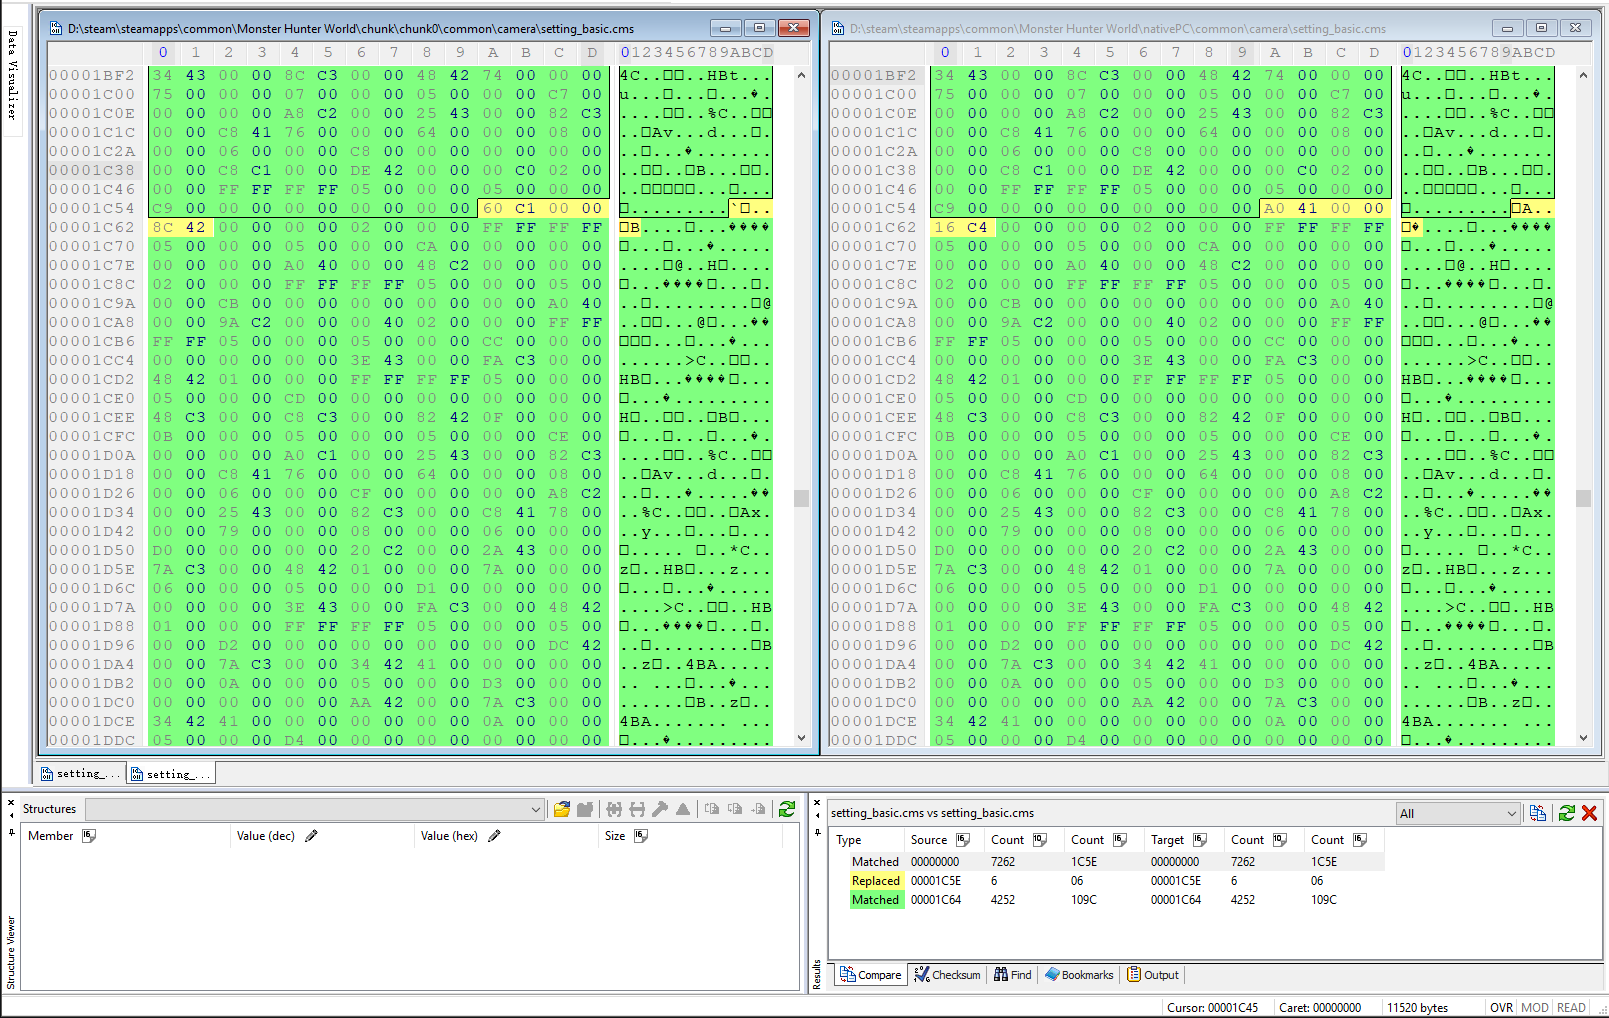 Data Visualizer
D:\steam\steamapps\common\Monster Hunter World\chunk\chunk0\common\camera\setting_basic.cms
0 1 2 3 4 5 6 7 8 9 A B C D 0123456789ABCD
00001BF2 34 43 00 00 8C C3 00 00 48 42 74 00 00 00 4C..□□..HBt...
00001C00 75 00 00 00 07 00 00 00 05 00 00 00 C7 00 u...□...□...♦.
00001C0E 00 00 00 00 A8 C2 00 00 25 43 00 00 82 C3 ....□□..%C..□□
00001C1C 00 00 C8 41 76 00 00 00 64 00 00 00 08 00 ..□Av...d...□.
00001C2A 00 00 06 00 00 00 C8 00 00 00 00 00 00 00 ..□...♦.......
00001C38 00 00 C8 C1 00 00 DE 42 00 00 00 C0 02 00 ..□□..□B...□□.
00001C46 00 00 FF FF FF FF 05 00 00 00 05 00 00 00 ..□□□□□...□...
00001C54 C9 00 00 00 00 00 00 00 00 00 60 C1 00 00 □.........`□..
00001C62 8C 42 00 00 00 00 02 00 00 00 FF FF FF FF □B....□...♦♦♦♦
00001C70 05 00 00 00 05 00 00 00 CA 00 00 00 00 00 □...□...♦.....
00001C7E 00 00 00 00 A0 40 00 00 48 C2 00 00 00 00 ....□@..H□....
00001C8C 02 00 00 00 FF FF FF FF 05 00 00 00 05 00 □...♦♦♦♦□...□.
00001C9A 00 00 CB 00 00 00 00 00 00 00 00 00 A0 40 ..□.........□@
00001CA8 00 00 9A C2 00 00 00 40 02 00 00 00 FF FF ..□□...@□...♦♦
00001CB6 FF FF 05 00 00 00 05 00 00 00 CC 00 00 00 □□□...□...♦...
00001CC4 00 00 00 00 00 00 3E 43 00 00 FA C3 00 00 ......>C..□□..
00001CD2 48 42 01 00 00 00 FF FF FF FF 05 00 00 00 HB□...♦♦♦♦□...
00001CE0 05 00 00 00 CD 00 00 00 00 00 00 00 00 00 □...♦.........
00001CEE 48 C3 00 00 C8 C3 00 00 82 42 0F 00 00 00 H□..□□..□B□...
00001CFC 0B 00 00 00 05 00 00 00 05 00 00 00 CE 00 □...□...□...♦.
00001D0A 00 00 00 00 A0 C1 00 00 25 43 00 00 82 C3 ....□□..%C..□□
00001D18 00 00 C8 41 76 00 00 00 64 00 00 00 08 00 ..□Av...d...□.
00001D26 00 00 06 00 00 00 CF 00 00 00 00 00 A8 C2 ..□...♦.....♦♦
00001D34 00 00 25 43 00 00 82 C3 00 00 C8 41 78 00 ..%C..□□..□Ax.
00001D42 00 00 79 00 00 00 08 00 00 00 06 00 00 00 ..y...□...□...
00001D50 D0 00 00 00 00 00 20 C2 00 00 2A 43 00 00 □..... □..*C..
00001D5E 7A C3 00 00 48 42 01 00 00 00 7A 00 00 00 z□..HB□...z...
00001D6C 06 00 00 00 05 00 00 00 D1 00 00 00 00 00 □...□...♦.....
00001D7A 00 00 00 00 3E 43 00 00 FA C3 00 00 48 42 ....>C..□□..HB
00001D88 01 00 00 00 FF FF FF FF 05 00 00 00 05 00 □...♦♦♦♦□...□.
00001D96 00 00 D2 00 00 00 00 00 00 00 00 00 DC 42 ..□.........□B
00001DA4 00 00 7A C3 00 00 34 42 41 00 00 00 00 00 ..z□..4BA.....
00001DB2 00 00 0A 00 00 00 05 00 00 00 D3 00 00 00 .. ...□...♦...
00001DC0 00 00 00 00 00 00 AA 42 00 00 7A C3 00 00 ......□B..z□..
00001DCE 34 42 41 00 00 00 00 00 00 00 0A 00 00 00 4BA....... ...
00001DDC 05 00 00 00 D4 00 00 00 00 00 00 00 00 00 □...♦.........
D:\steam\steamapps\common\Monster Hunter World\nativePC\common\camera\setting_basic.cms
0 1 2 3 4 5 6 7 8 9 A B C D 0123456789ABCD
00001BF2 34 43 00 00 8C C3 00 00 48 42 74 00 00 00 4C..□□..HBt...
00001C00 75 00 00 00 07 00 00 00 05 00 00 00 C7 00 u...□...□...♦.
00001C0E 00 00 00 00 A8 C2 00 00 25 43 00 00 82 C3 ....□□..%C..□□
00001C1C 00 00 C8 41 76 00 00 00 64 00 00 00 08 00 ..□Av...d...□.
00001C2A 00 00 06 00 00 00 C8 00 00 00 00 00 00 00 ..□...♦.......
00001C38 00 00 C8 C1 00 00 DE 42 00 00 00 C0 02 00 ..□□..□B...□□.
00001C46 00 00 FF FF FF FF 05 00 00 00 05 00 00 00 ..□□□□□...□...
00001C54 C9 00 00 00 00 00 00 00 00 00 A0 41 00 00 □.........□A..
00001C62 16 C4 00 00 00 00 02 00 00 00 FF FF FF FF □♦....□...♦♦♦♦
00001C70 05 00 00 00 05 00 00 00 CA 00 00 00 00 00 □...□...♦.....
00001C7E 00 00 00 00 A0 40 00 00 48 C2 00 00 00 00 ....□@..H□....
00001C8C 02 00 00 00 FF FF FF FF 05 00 00 00 05 00 □...♦♦♦♦□...□.
00001C9A 00 00 CB 00 00 00 00 00 00 00 00 00 A0 40 ..□.........□@
00001CA8 00 00 9A C2 00 00 00 40 02 00 00 00 FF FF ..□□...@□...♦♦
00001CB6 FF FF 05 00 00 00 05 00 00 00 CC 00 00 00 □□□...□...♦...
00001CC4 00 00 00 00 00 00 3E 43 00 00 FA C3 00 00 ......>C..□□..
00001CD2 48 42 01 00 00 00 FF FF FF FF 05 00 00 00 HB□...♦♦♦♦□...
00001CE0 05 00 00 00 CD 00 00 00 00 00 00 00 00 00 □...♦.........
00001CEE 48 C3 00 00 C8 C3 00 00 82 42 0F 00 00 00 H□..□□..□B□...
00001CFC 0B 00 00 00 05 00 00 00 05 00 00 00 CE 00 □...□...□...♦.
00001D0A 00 00 00 00 A0 C1 00 00 25 43 00 00 82 C3 ....□□..%C..□□
00001D18 00 00 C8 41 76 00 00 00 64 00 00 00 08 00 ..□Av...d...□.
00001D26 00 00 06 00 00 00 CF 00 00 00 00 00 A8 C2 ..□...♦.....♦♦
00001D34 00 00 25 43 00 00 82 C3 00 00 C8 41 78 00 ..%C..□□..□Ax.
00001D42 00 00 79 00 00 00 08 00 00 00 06 00 00 00 ..y...□...□...
00001D50 D0 00 00 00 00 00 20 C2 00 00 2A 43 00 00 □..... □..*C..
00001D5E 7A C3 00 00 48 42 01 00 00 00 7A 00 00 00 z□..HB□...z...
00001D6C 06 00 00 00 05 00 00 00 D1 00 00 00 00 00 □...□...♦.....
00001D7A 00 00 00 00 3E 43 00 00 FA C3 00 00 48 42 ....>C..□□..HB
00001D88 01 00 00 00 FF FF FF FF 05 00 00 00 05 00 □...♦♦♦♦□...□.
00001D96 00 00 D2 00 00 00 00 00 00 00 00 00 DC 42 ..□.........□B
00001DA4 00 00 7A C3 00 00 34 42 41 00 00 00 00 00 ..z□..4BA.....
00001DB2 00 00 0A 00 00 00 05 00 00 00 D3 00 00 00 .. ...□...♦...
00001DC0 00 00 00 00 00 00 AA 42 00 00 7A C3 00 00 ......□B..z□..
00001DCE 34 42 41 00 00 00 00 00 00 00 0A 00 00 00 4BA....... ...
00001DDC 05 00 00 00 D4 00 00 00 00 00 00 00 00 00 □...♦.........
setting_... setting_...
Structures
Member Value (dec) Value (hex) Size
Structure Viewer
setting_basic.cms vs setting_basic.cms All
Type Source Count Count Target Count Count
Matched 00000000 7262 1C5E 00000000 7262 1C5E
Replaced 00001C5E 6 06 00001C5E 6 06
Matched 00001C64 4252 109C 00001C64 4252 109C
Results
Compare Checksum Find Bookmarks Output
Cursor: 00001C45 Caret: 00000000 11520 bytes OVR MOD READ